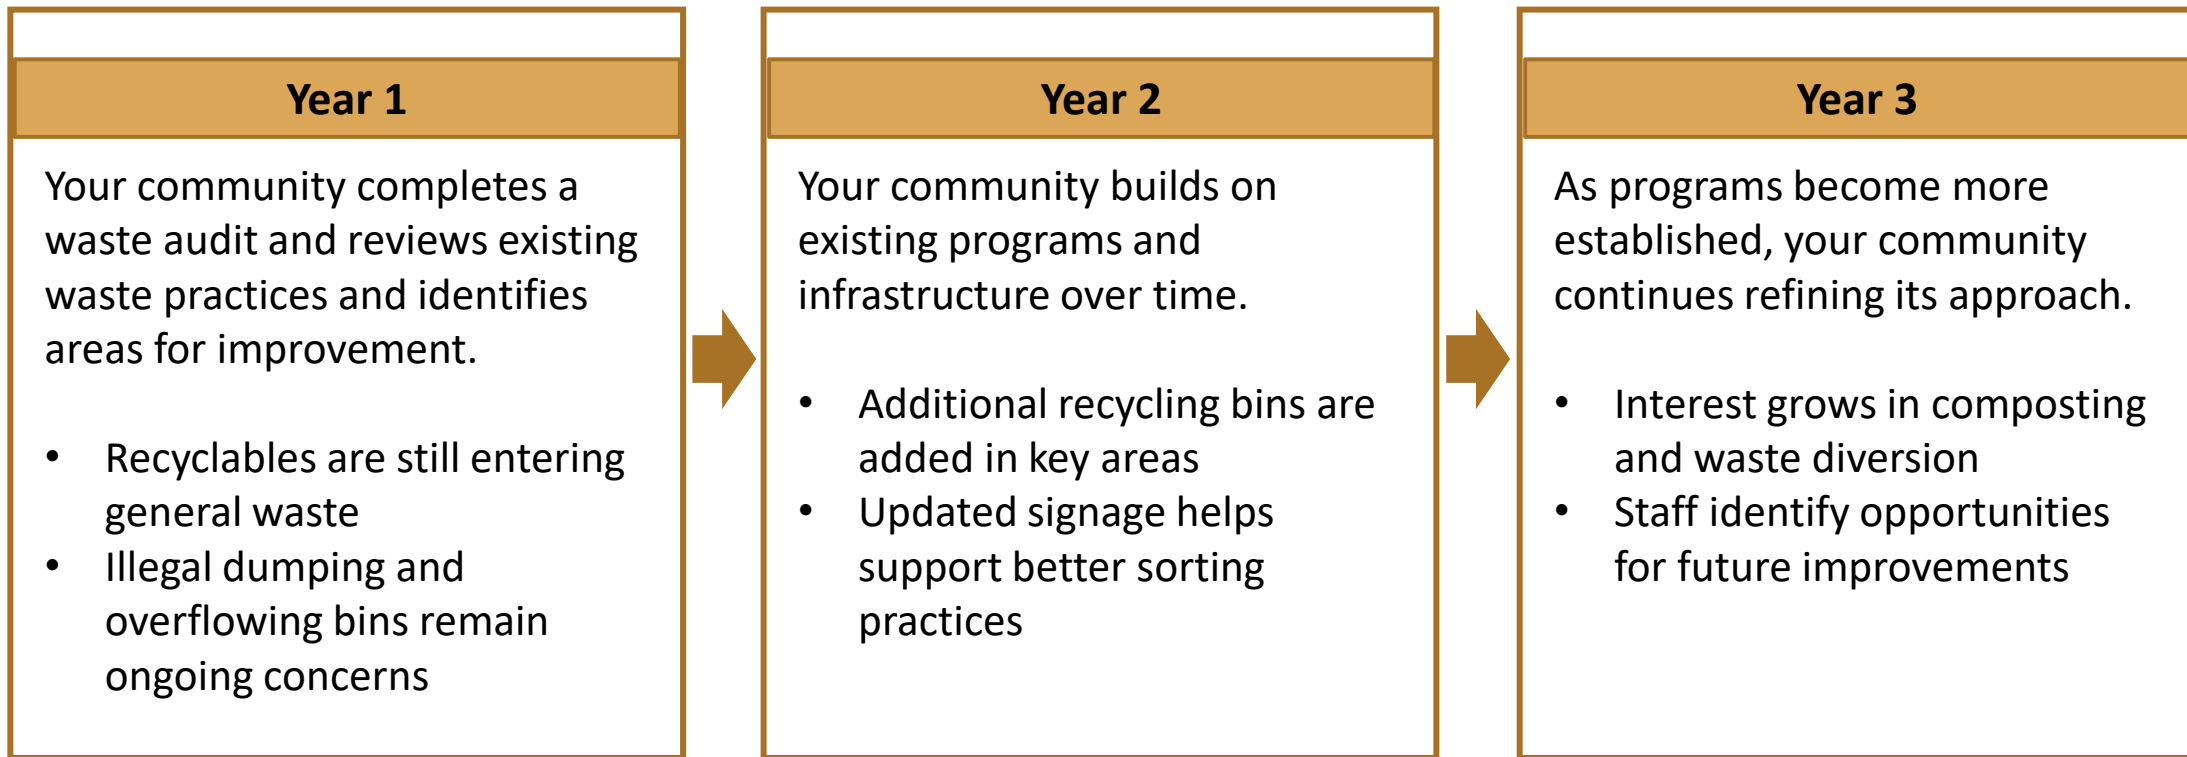 Year 1
Your community completes a
waste audit and reviews existing
waste practices and identifies
areas for improvement.
• Recyclables are still entering
general waste
• Illegal dumping and
overflowing bins remain
ongoing concerns
Year 2
Your community builds on
existing programs and
infrastructure over time.
• Additional recycling bins are
added in key areas
• Updated signage helps
support better sorting
practices
Year 3
As programs become more
established, your community
continues refining its approach.
• Interest grows in composting
and waste diversion
• Staff identify opportunities
for future improvements